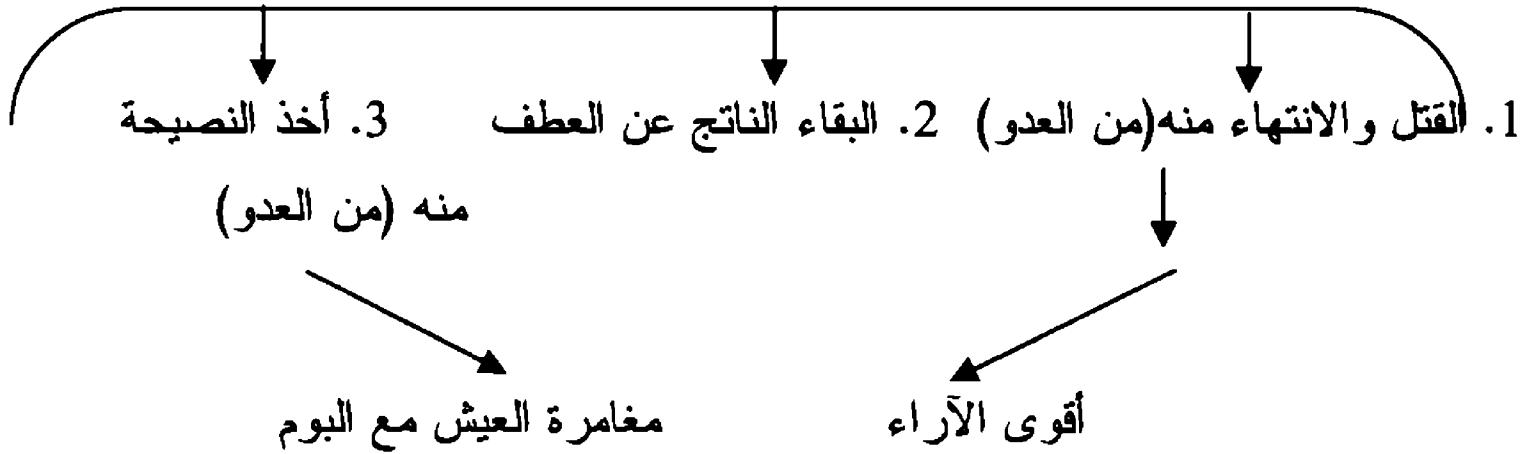 1. القتل والانتهاء منه(من العدو) 2. البقاء الناتج عن العطف 3. أخذ النصيحة
منه (من العدو)
أقوى الآراء مغامرة العيش مع البوم